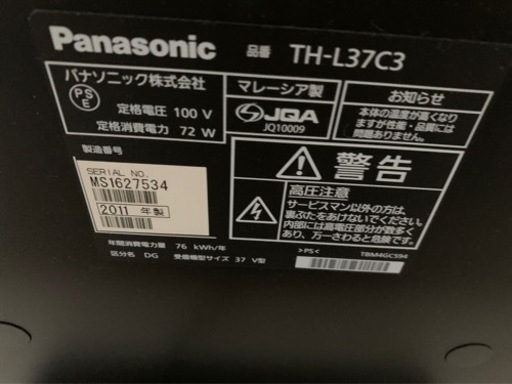 Panasonic 品番 TH-L37C3
パナソニック株式会社
PS
E
定格電圧 100 V
定格消費電力 72 W
マレーシア製
JQA
JQ10009
お知らせ
本体の温度が高くなり
ますが性能・品質には
問題ありません。
製造番号
SERIAL NO.
MS1627534
2011 年製
警告
高圧注意
サービスマン以外の方は、
裏ぶたをあけないでください。
内部には高電圧部分が数多く
あり、万一さわると危険です。
年間消費電力量 76 kWh/年
区分名 DG 受信機型サイズ 37 V型
>PS<
TBM4GC594